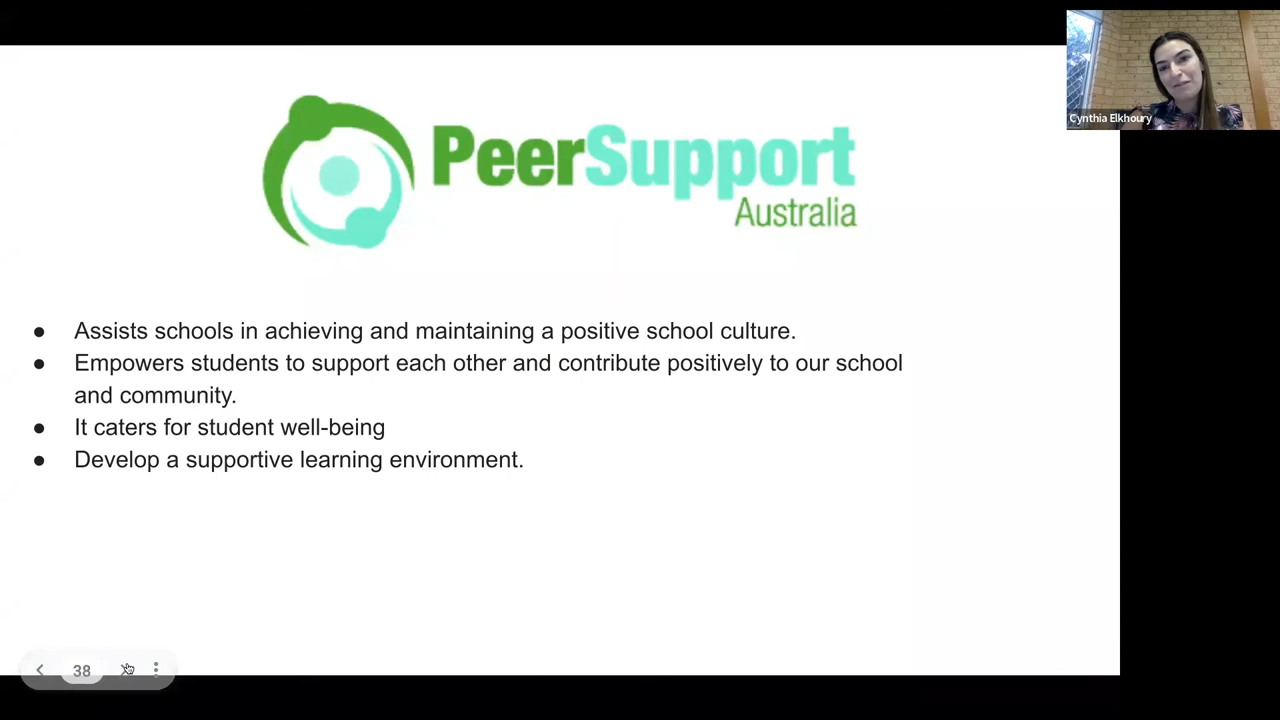 Cynthia Elkhoury
PeerSupport
Australia
● Assists schools in achieving and maintaining a positive school culture.
● Empowers students to support each other and contribute positively to our school
and community.
● It caters for student well-being
● Develop a supportive learning environment.
38